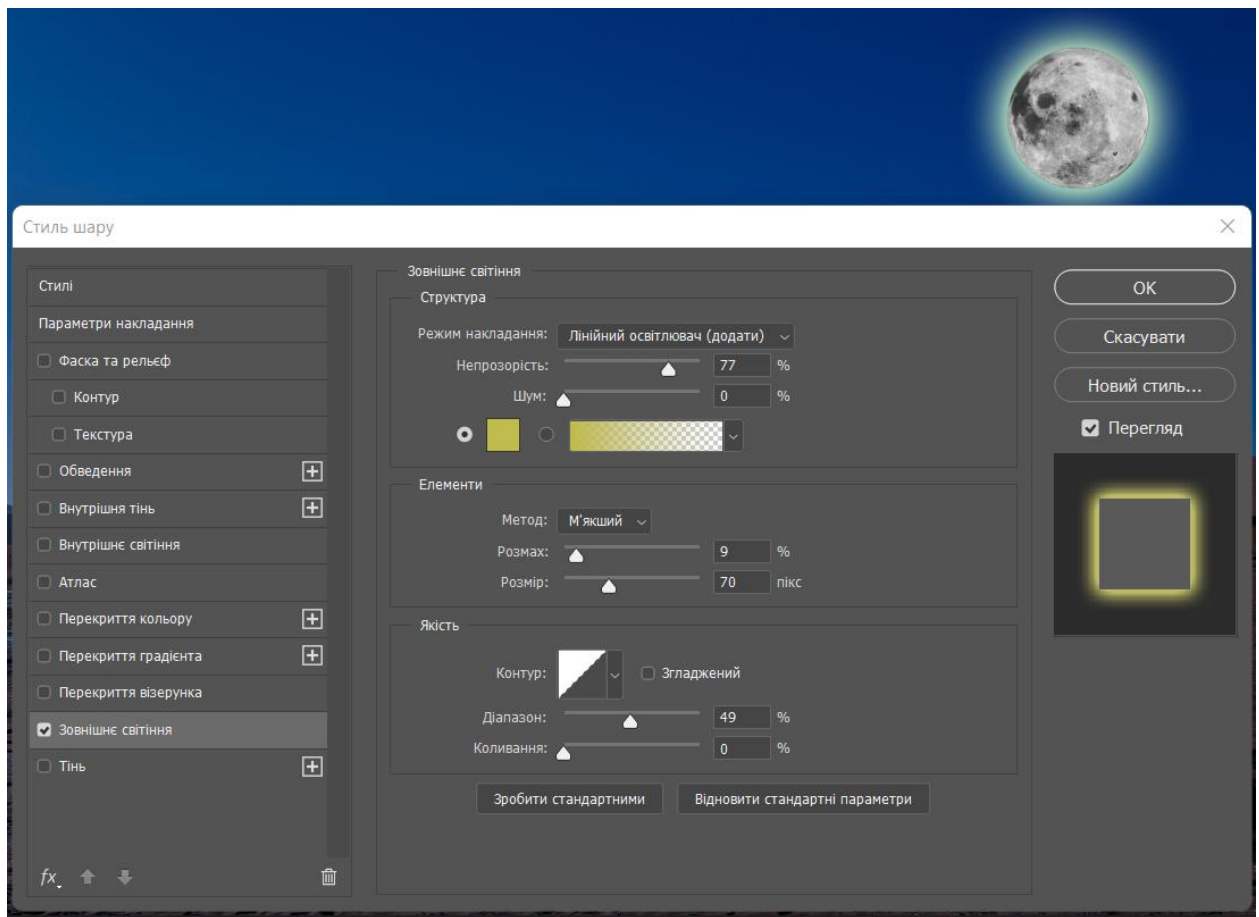 Стиль шару
Стилі
Параметри накладання
Фаска та рельєф
Контур
Текстура
Обведення
Внутрішня тінь
Внутрішнє світіння
Атлас
Перекриття кольору
Перекриття градієнта
Перекриття візерунка
Зовнішнє світіння
Тінь
fx
Зовнішнє світіння
Структура
Режим накладання: Лінійний освітлювач (додати)
Непрозорість: 77 %
Шум: 0 %
Елементи
Метод: М'якший
Розмах: 9 %
Розмір: 70 пікс
Якість
Контур: Згладжений
Діапазон: 49 %
Коливання: 0 %
Зробити стандартними Відновити стандартні параметри
OK
Скасувати
Новий стиль...
Перегляд